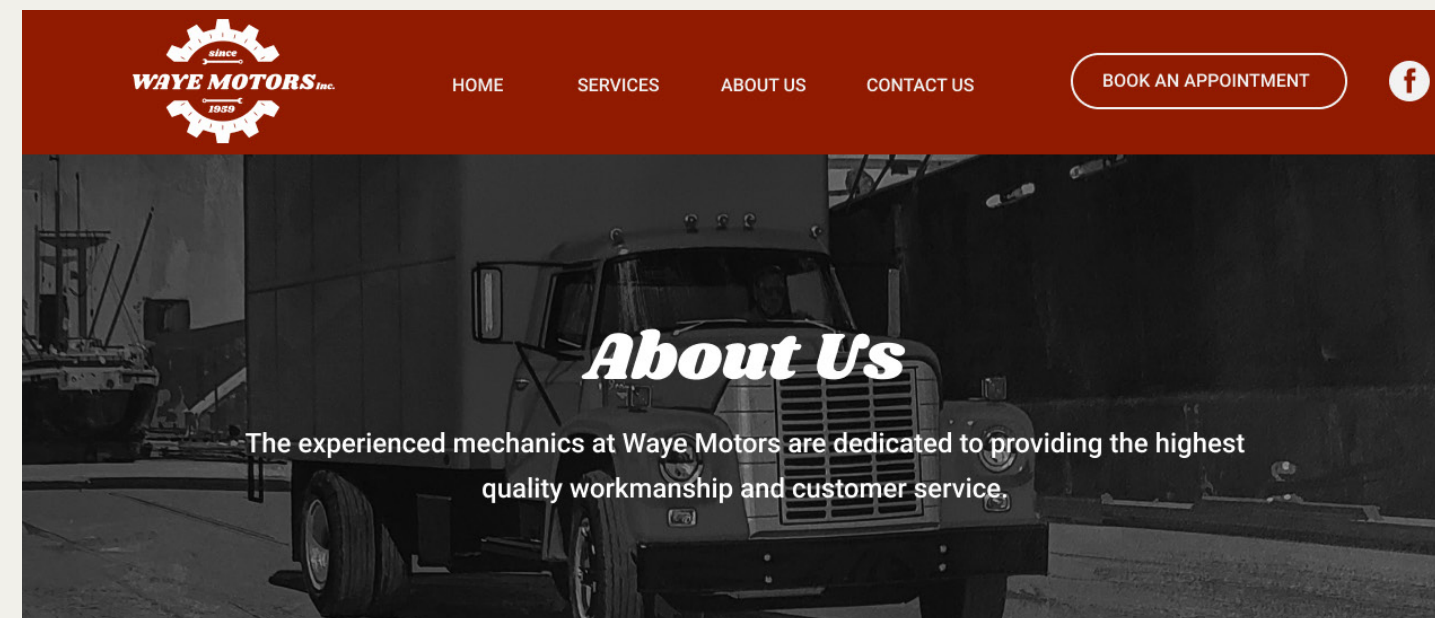 since
WAYE MOTORS Inc.
1959
HOME SERVICES ABOUT US CONTACT US BOOK AN APPOINTMENT f
About Us
The experienced mechanics at Waye Motors are dedicated to providing the highest
quality workmanship and customer service.